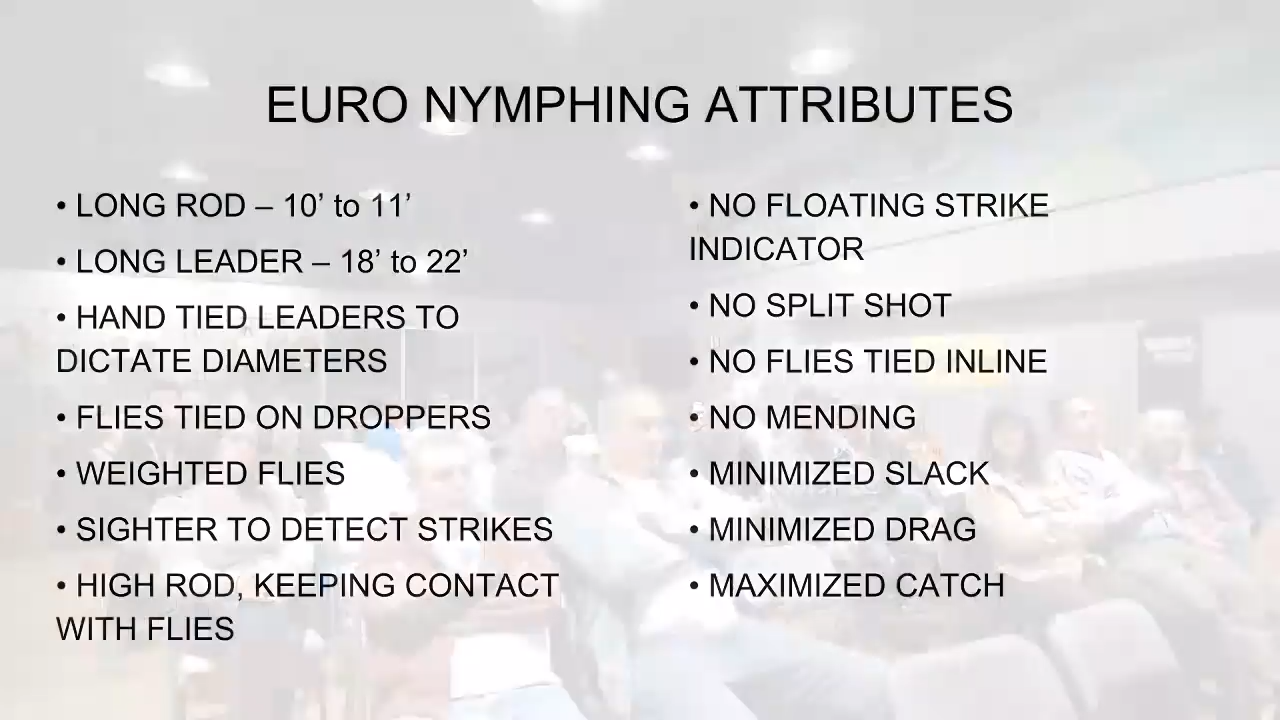 EURO NYMPHING ATTRIBUTES
• LONG ROD – 10’ to 11’
• LONG LEADER – 18’ to 22’
• HAND TIED LEADERS TO
DICTATE DIAMETERS
• FLIES TIED ON DROPPERS
• WEIGHTED FLIES
• SIGHTER TO DETECT STRIKES
• HIGH ROD, KEEPING CONTACT
WITH FLIES
• NO FLOATING STRIKE
INDICATOR
• NO SPLIT SHOT
• NO FLIES TIED INLINE
• NO MENDING
• MINIMIZED SLACK
• MINIMIZED DRAG
• MAXIMIZED CATCH